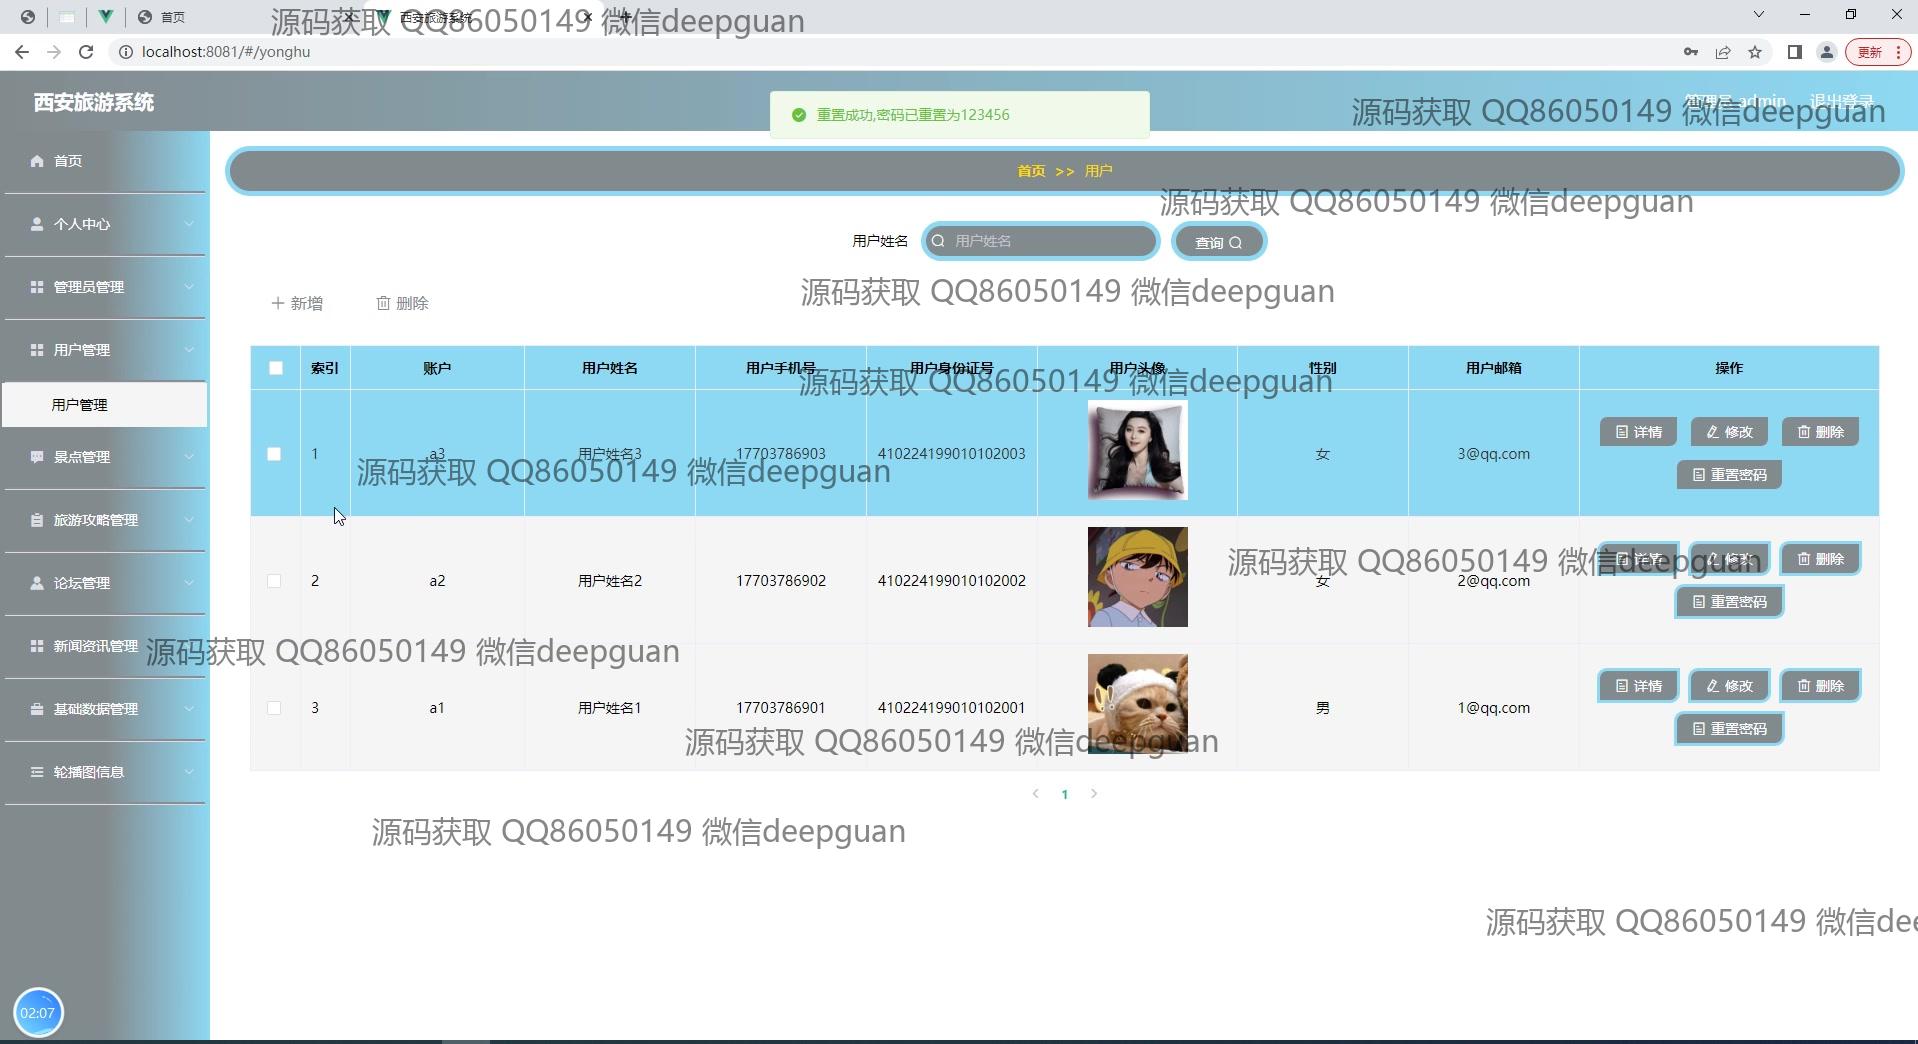 首页
西安旅游系统
源码获取 QQ86050149 微信deepguan
localhost:8081/#/yonghu
更新
西安旅游系统
重置成功,密码已重置为123456
管理员 admin
退出登录
源码获取 QQ86050149 微信deepguan
首页
个人中心
管理员管理
用户管理
用户管理
景点管理
旅游攻略管理
论坛管理
新闻资讯管理
基础数据管理
轮播图信息
首页 >> 用户
源码获取 QQ86050149 微信deepguan
用户姓名
用户姓名
查询
源码获取 QQ86050149 微信deepguan
新增
删除
索引 账户 用户姓名 用户手机号 用户身份证号 用户头像 性别 用户邮箱 操作
源码获取 QQ86050149 微信deepguan
1 a3 用户姓名3 17703786903 410224199010102003 女 3@qq.com 详情 修改 删除
重置密码
源码获取 QQ86050149 微信deepguan
2 a2 用户姓名2 17703786902 410224199010102002 女 2@qq.com 详情 修改 删除
重置密码
源码获取 QQ86050149 微信deepguan
源码获取 QQ86050149 微信deepguan
3 a1 用户姓名1 17703786901 410224199010102001 男 1@qq.com 详情 修改 删除
重置密码
源码获取 QQ86050149 微信deepguan
1
源码获取 QQ86050149 微信deepguan
源码获取 QQ86050149 微信dee
02:07